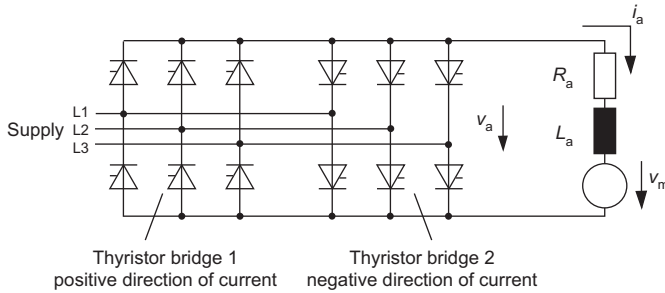 i_a
R_a
L1
Supply L2
v_a
L_a
L3
v_m
Thyristor bridge 1
positive direction of current
Thyristor bridge 2
negative direction of current